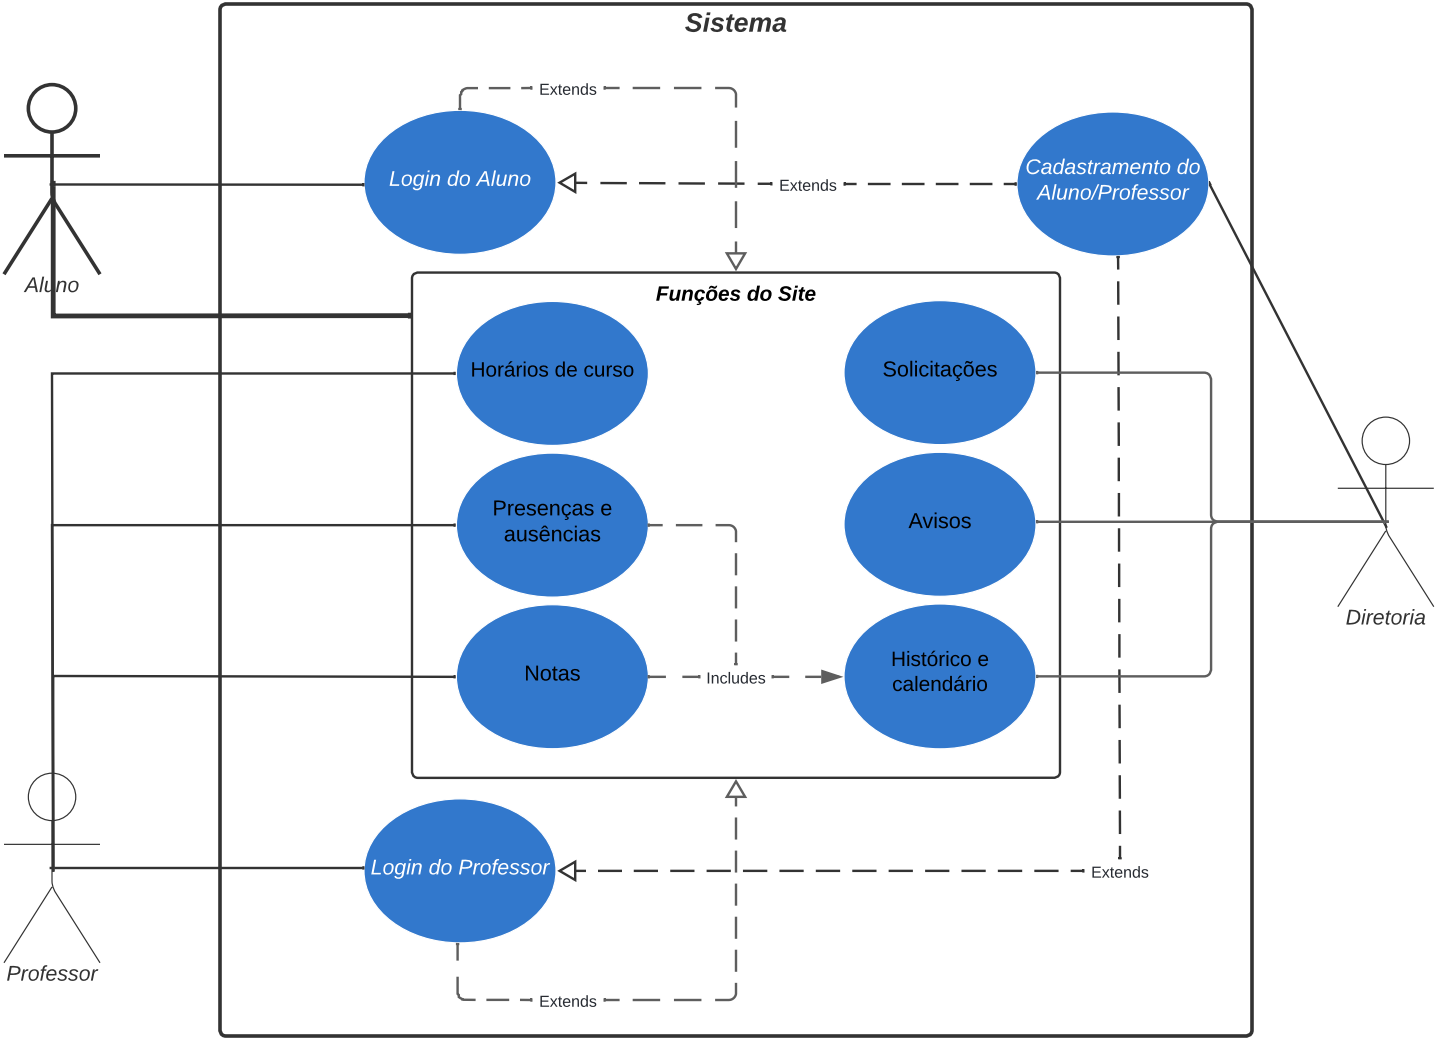 Sistema
Extends
Login do Aluno
Extends
Cadastramento do
Aluno/Professor
Aluno
Funções do Site
Horários de curso
Solicitações
Presenças e
ausências
Avisos
Notas
Includes
Histórico e
calendário
Diretoria
Login do Professor
Extends
Professor
Extends